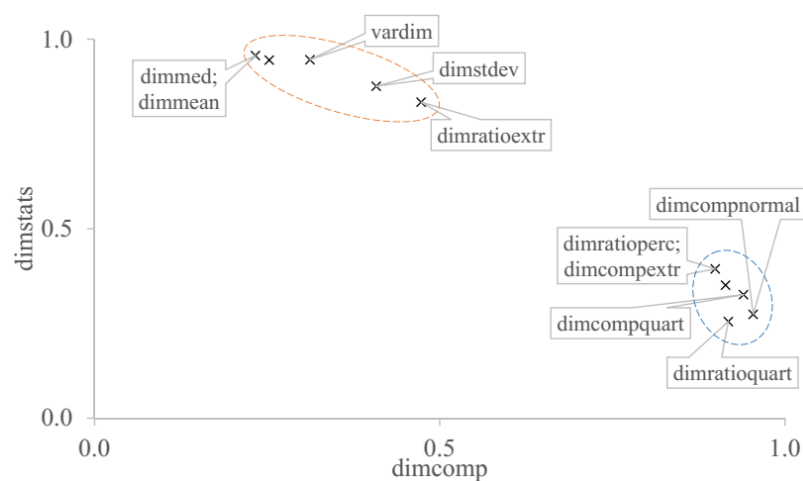 1.0
vardim
dimmed;
dimmean
dimstdev
dimratioextr
dimstats
0.5
dimcompnormal
dimratioperc;
dimcompextr
dimcompquart
dimratioquart
0.0
0.0
0.5
1.0
dimcomp